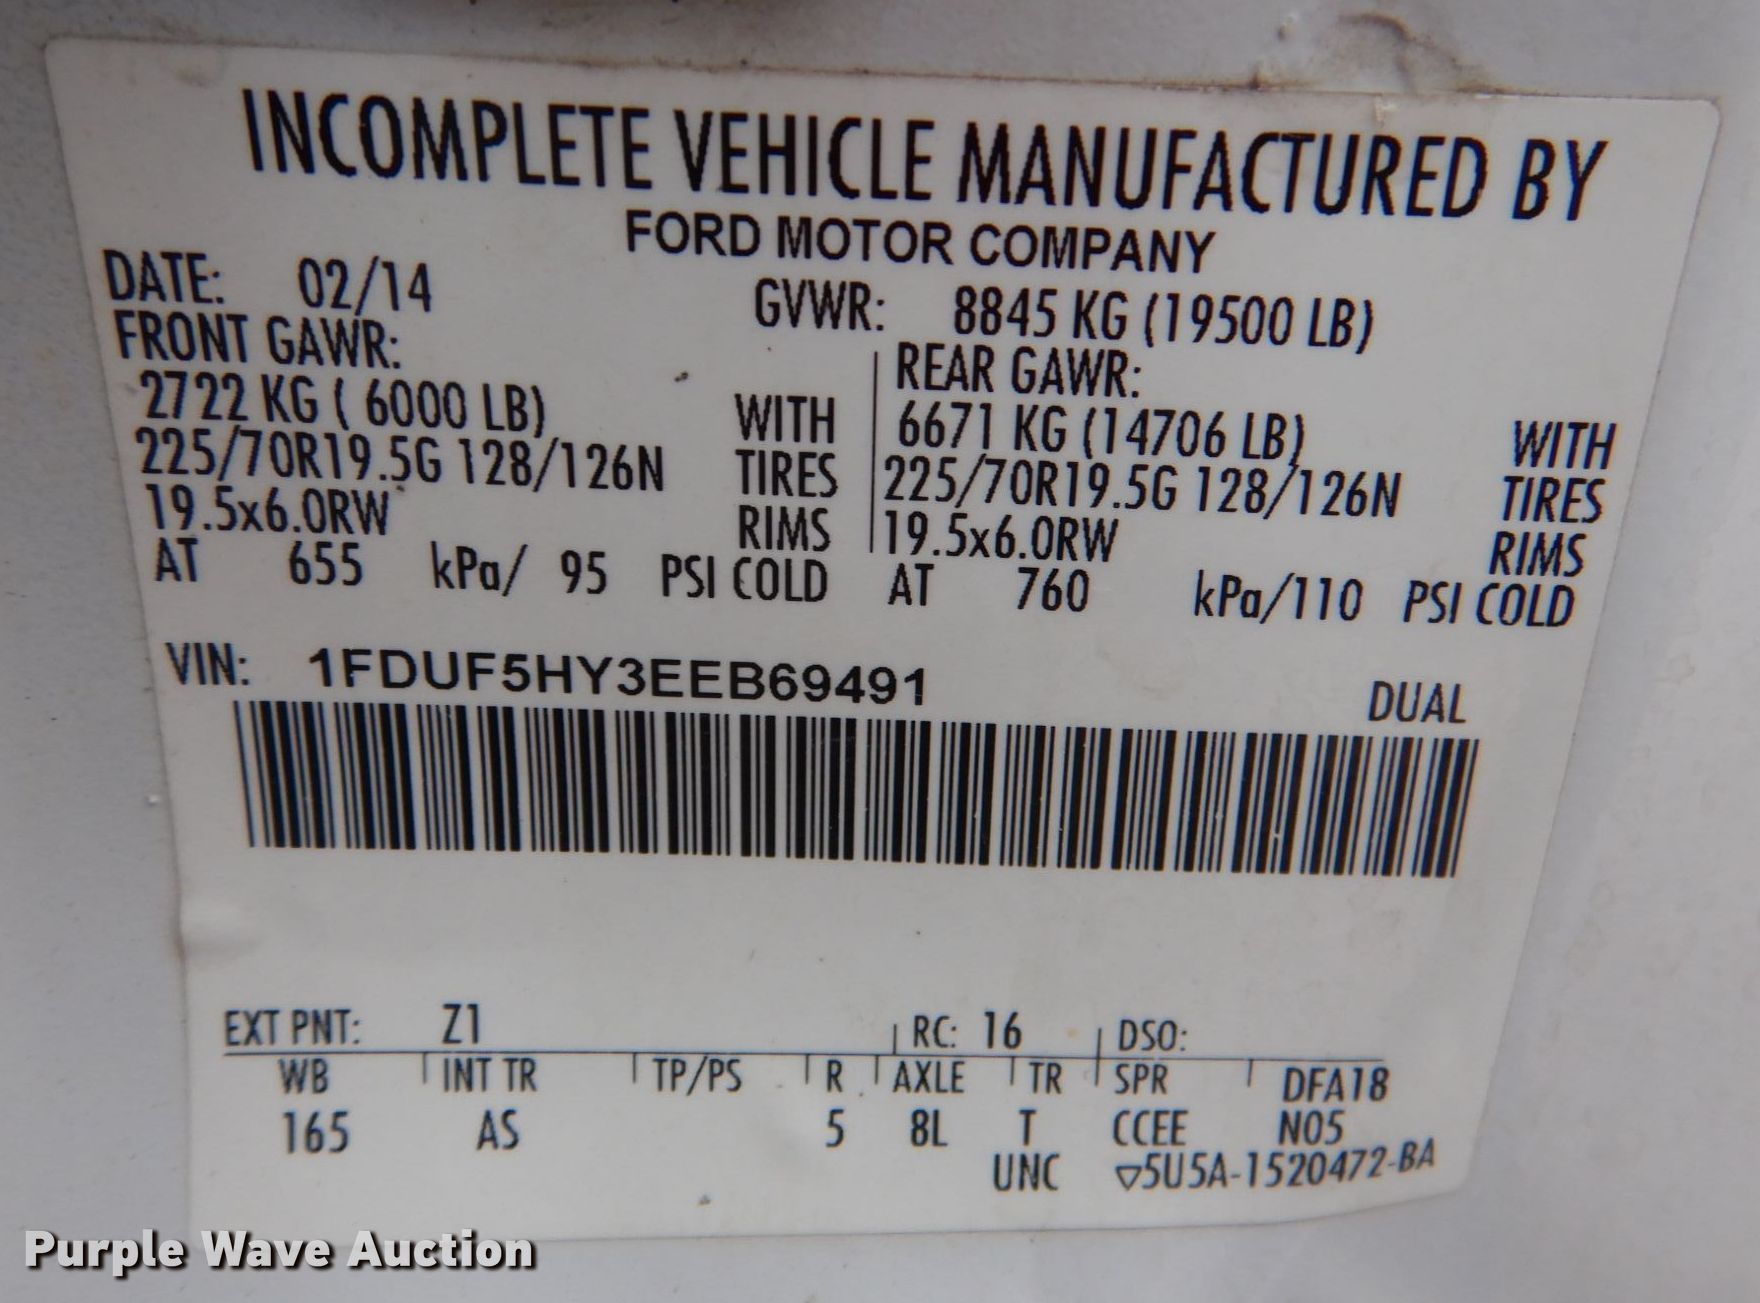 INCOMPLETE VEHICLE MANUFACTURED BY
FORD MOTOR COMPANY
DATE: 02/14 GVWR: 8845 KG (19500 LB)
FRONT GAWR: REAR GAWR:
2722 KG ( 6000 LB) WITH 6671 KG (14706 LB) WITH
225/70R19.5G 128/126N TIRES 225/70R19.5G 128/126N TIRES
19.5x6.0RW RIMS 19.5x6.0RW RIMS
AT 655 kPa/ 95 PSI COLD AT 760 kPa/110 PSI COLD
VIN: 1FDUF5HY3EEB69491
DUAL
EXT PNT: Z1 RC: 16 DSO:
WB INT TR TP/PS R AXLE TR SPR DFA18
165 AS 5 8L T CCEE N05
UNC ▽5U5A-1520472-BA
Purple Wave Auction